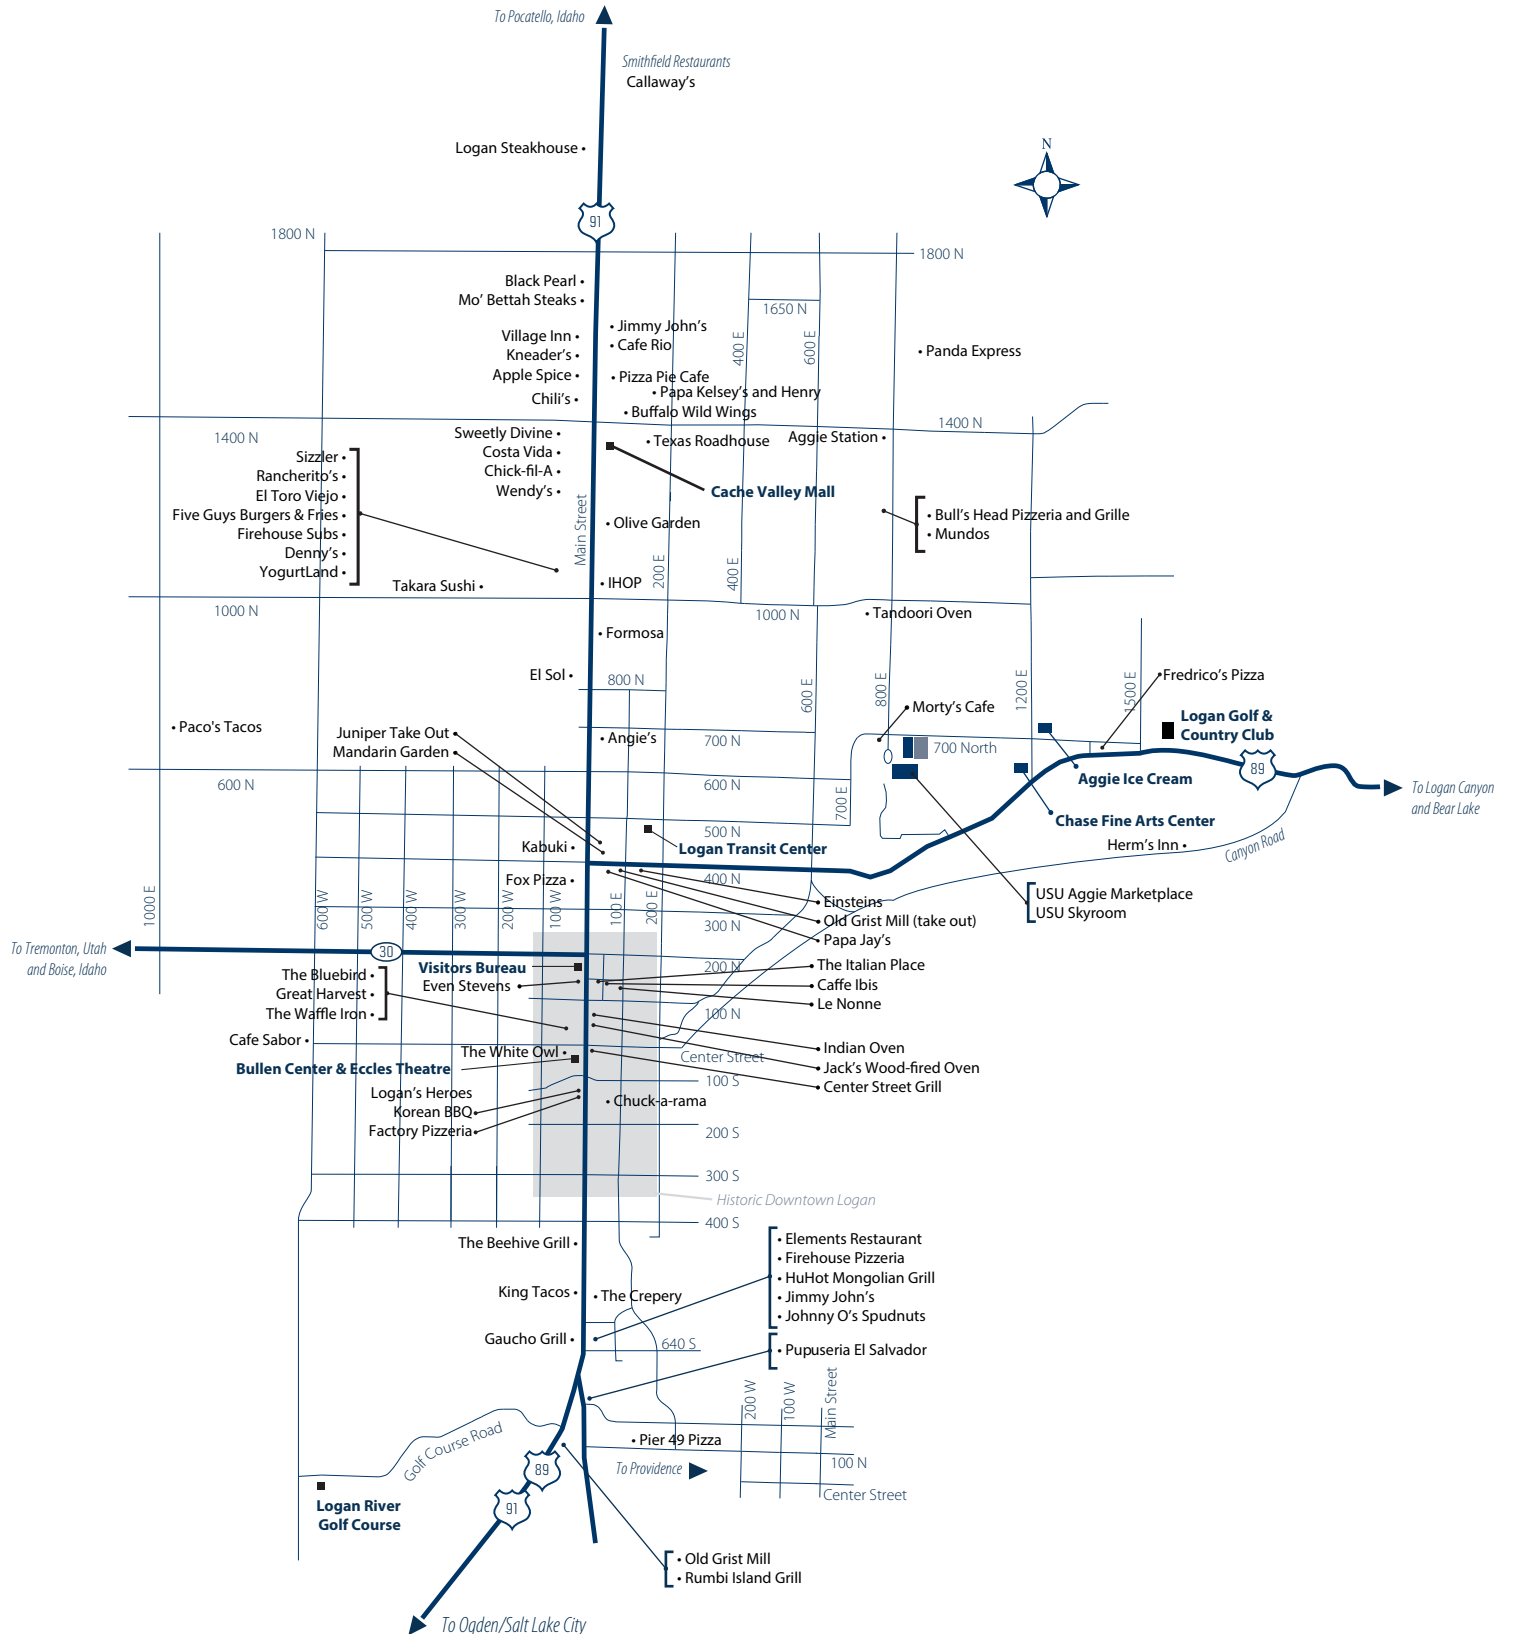 To Pocatello, Idaho
Smithfield Restaurants
Callaway’s
Logan Steakhouse
N
91
1800 N
1800 N
Black Pearl
Mo’ Bettah Steaks
1650 N
Jimmy John’s
Village Inn
Cafe Rio
400 E
600 E
Kneader’s
Panda Express
Apple Spice
Pizza Pie Cafe
Chili’s
Papa Kelsey’s and Henry
Buffalo Wild Wings
1400 N
1400 N
Sweetly Divine
Texas Roadhouse
Aggie Station
Costa Vida
Chick-fil-A
Wendy’s
Cache Valley Mall
Sizzler
Rancherito’s
El Toro Viejo
Five Guys Burgers & Fries
Firehouse Subs
Denny’s
YogurtLand
Main Street
Olive Garden
Bull’s Head Pizzeria and Grille
Mundos
200 E
400 E
Takara Sushi
IHOP
1000 N
1000 N
Tandoori Oven
Formosa
El Sol
800 N
600 E
800 E
1200 E
1500 E
Fredrico’s Pizza
Morty’s Cafe
Logan Golf &
Country Club
Paco's Tacos
Juniper Take Out
Mandarin Garden
Angie’s
700 N
700 North
89
Aggie Ice Cream
To Logan Canyon
and Bear Lake
600 N
600 N
700 E
Chase Fine Arts Center
500 N
Logan Transit Center
Kabuki
Herm’s Inn
Canyon Road
Fox Pizza
400 N
1000 E
600 W
500 W
400 W
300 W
200 W
100 W
100 E
200 E
USU Aggie Marketplace
USU Skyroom
Einsteins
Old Grist Mill (take out)
Papa Jay’s
300 N
To Tremonton, Utah
and Boise, Idaho
30
Visitors Bureau
200 N
The Italian Place
Even Stevens
Caffe Ibis
Le Nonne
The Bluebird
Great Harvest
The Waffle Iron
100 N
Cafe Sabor
Indian Oven
The White Owl
Center Street
Jack’s Wood-fired Oven
Bullen Center & Eccles Theatre
Center Street Grill
100 S
Logan’s Heroes
Korean BBQ
Chuck-a-rama
Factory Pizzeria
200 S
300 S
Historic Downtown Logan
400 S
The Beehive Grill
Elements Restaurant
Firehouse Pizzeria
HuHot Mongolian Grill
Jimmy John’s
Johnny O’s Spudnuts
King Tacos
The Crepery
Gaucho Grill
640 S
Pupuseria El Salvador
200 W
100 W
Main Street
Golf Course Road
Pier 49 Pizza
100 N
To Providence
89
Center Street
91
Logan River
Golf Course
Old Grist Mill
Rumbi Island Grill
To Ogden/Salt Lake City